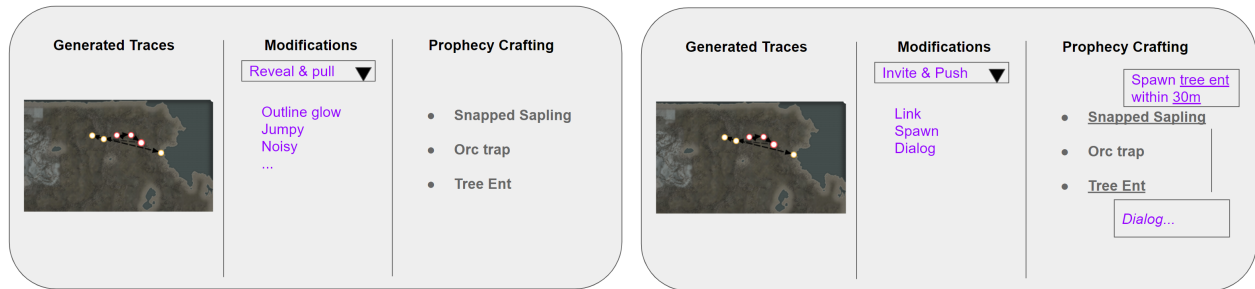 Generated Traces
Modifications
Prophecy Crafting
Reveal & pull
Outline glow
Jumpy
Noisy
...
● Snapped Sapling
● Orc trap
● Tree Ent
Generated Traces
Modifications
Prophecy Crafting
Invite & Push
Link
Spawn
Dialog
Spawn tree ent
within 30m
● Snapped Sapling
● Orc trap
● Tree Ent
Dialog...